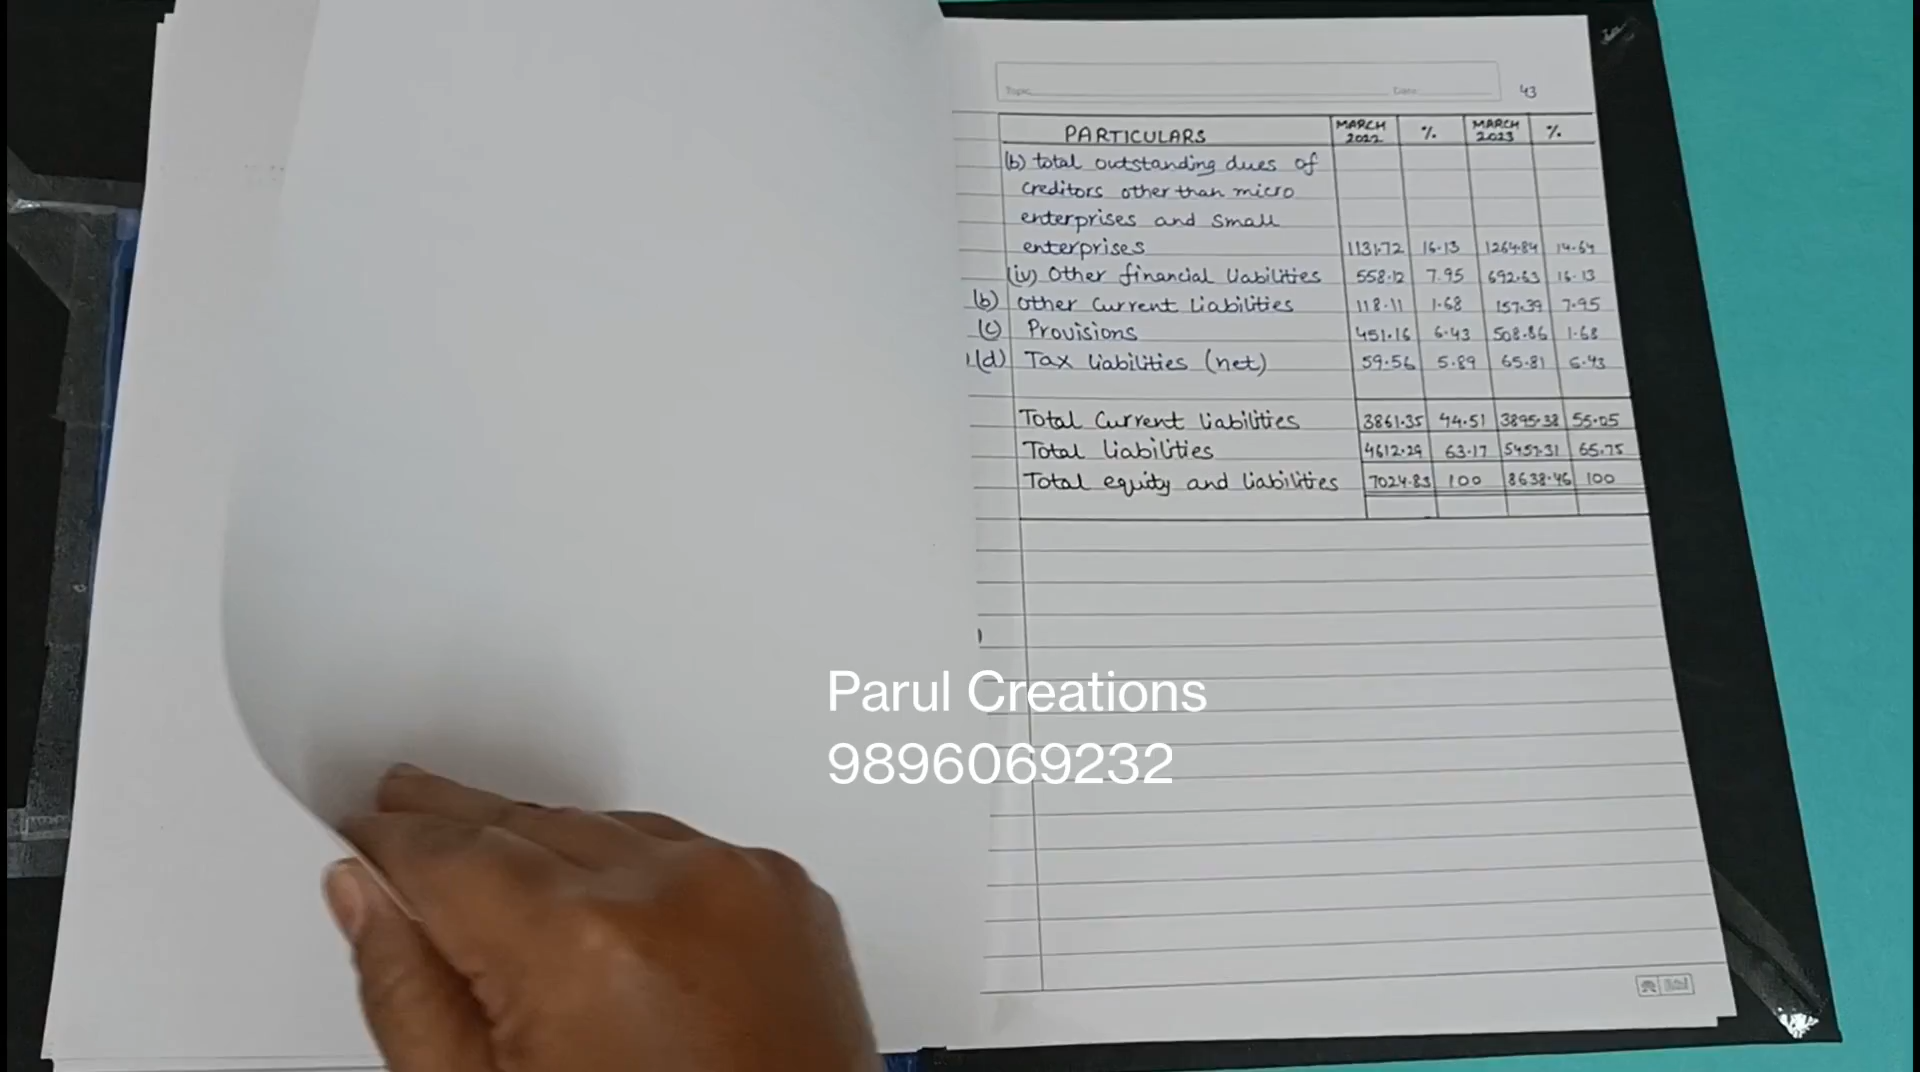 Topic Date 43
PARTICULARS MARCH 2022 % MARCH 2023 %
(b) total outstanding dues of
creditors other than micro
enterprises and small
enterprises 1131.72 16.13 1264.84 14.64
(iv) Other financial liabilities 558.12 7.95 692.63 16.13
(b) Other Current Liabilities 118.11 1.68 157.39 7.95
(c) Provisions 451.16 6.43 508.86 1.68
(d) Tax liabilities (net) 59.56 5.89 65.81 6.43
Total Current liabilities 3861.35 44.51 3895.38 55.05
Total liabilities 4612.29 63.17 5457.31 65.75
Total equity and liabilities 7024.83 100 8638.46 100
Parul Creations
9896069232